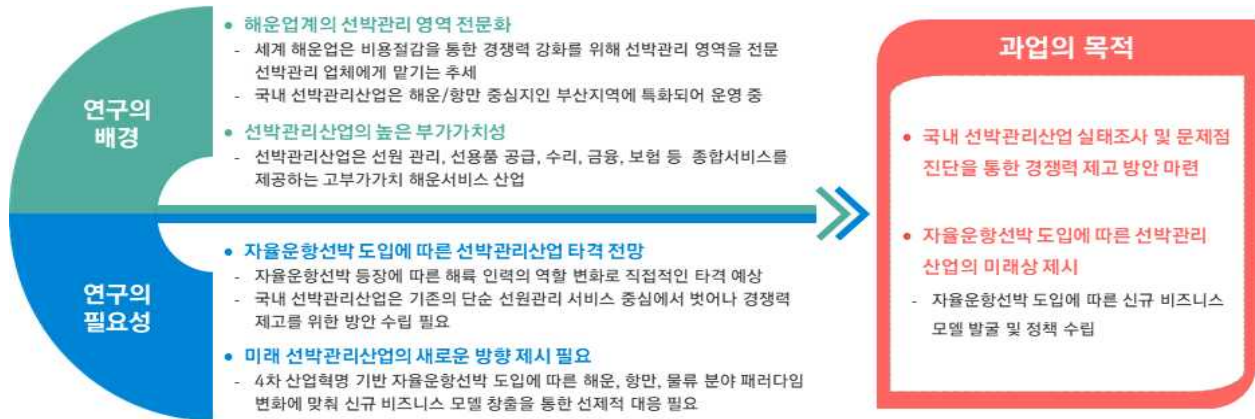 연구의
배경
• 해운업계의 선박관리 영역 전문화
- 세계 해운업은 비용절감을 통한 경쟁력 강화를 위해 선박관리 영역을 전문
선박관리 업체에게 맡기는 추세
- 국내 선박관리산업은 해운/항만 중심지인 부산지역에 특화되어 운영 중
• 선박관리산업의 높은 부가가치성
- 선박관리산업은 선원 관리, 선용품 공급, 수리, 금융, 보험 등 종합서비스를
제공하는 고부가가치 해운서비스 산업
연구의
필요성
• 자율운항선박 도입에 따른 선박관리산업 타격 전망
- 자율운항선박 등장에 따른 해륙 인력의 역할 변화로 직접적인 타격 예상
- 국내 선박관리산업은 기존의 단순 선원관리 서비스 중심에서 벗어나 경쟁력
제고를 위한 방안 수립 필요
• 미래 선박관리산업의 새로운 방향 제시 필요
- 4차 산업혁명 기반 자율운항선박 도입에 따른 해운, 항만, 물류 분야 패러다임
변화에 맞춰 신규 비즈니스 모델 창출을 통한 선제적 대응 필요
과업의 목적
• 국내 선박관리산업 실태조사 및 문제점
진단을 통한 경쟁력 제고 방안 마련
• 자율운항선박 도입에 따른 선박관리
산업의 미래상 제시
- 자율운항선박 도입에 따른 신규 비즈니스
모델 발굴 및 정책 수립